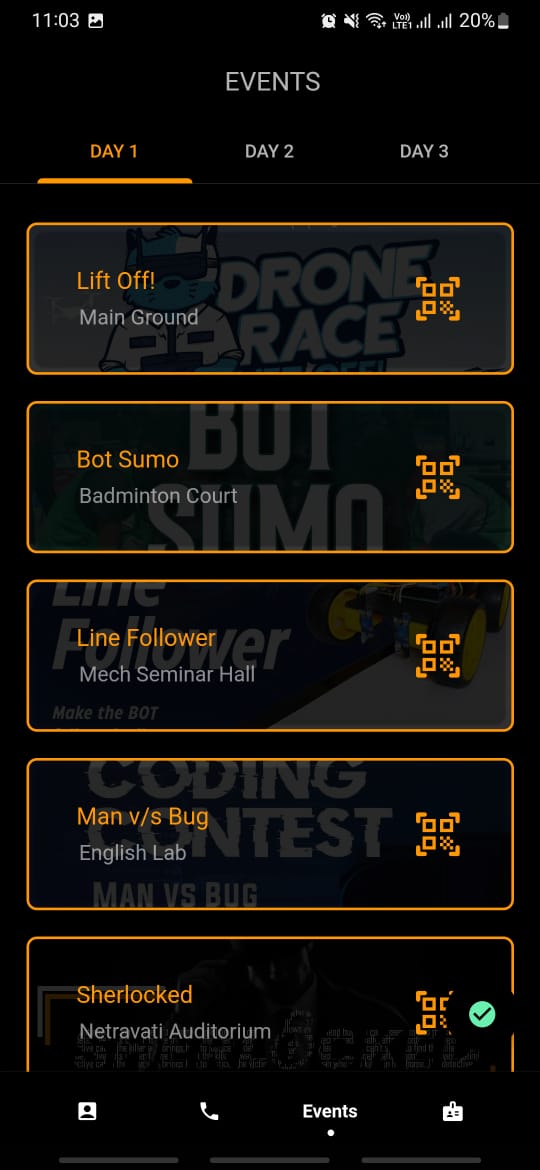 11:03
Vo)) LTE1
20%
EVENTS
DAY 1 DAY 2 DAY 3
DRONE
RACE
Lift Off!
Main Ground
BOT
SUMO
Bot Sumo
Badminton Court
Line
Follower
Line Follower
Mech Seminar Hall
Make the BOT
CODING
CONTEST
Man v/s Bug
English Lab
MAN VS BUG
Sherlocked
Netravati Auditorium
Events